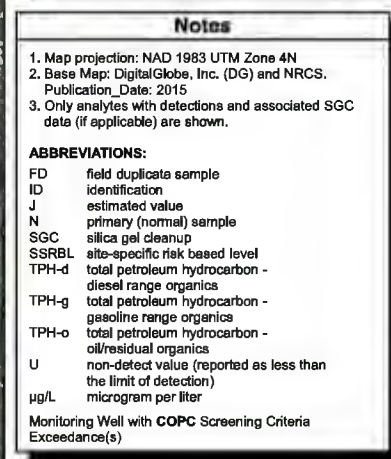 Notes
1. Map projection: NAD 1983 UTM Zone 4N
2. Base Map: DigitalGlobe, Inc. (DG) and NRCS.
Publication_Date: 2015
3. Only analytes with detections and associated SGC
data (if applicable) are shown.
ABBREVIATIONS:
FD field duplicate sample
ID identification
J estimated value
N primary (normal) sample
SGC silica gel cleanup
SSRBL site-specific risk based level
TPH-d total petroleum hydrocarbon -
diesel range organics
TPH-g total petroleum hydrocarbon -
gasoline range organics
TPH-o total petroleum hydrocarbon -
oil/residual organics
U non-detect value (reported as less than
the limit of detection)
µg/L microgram per liter
Monitoring Well with COPC Screening Criteria
Exceedance(s)